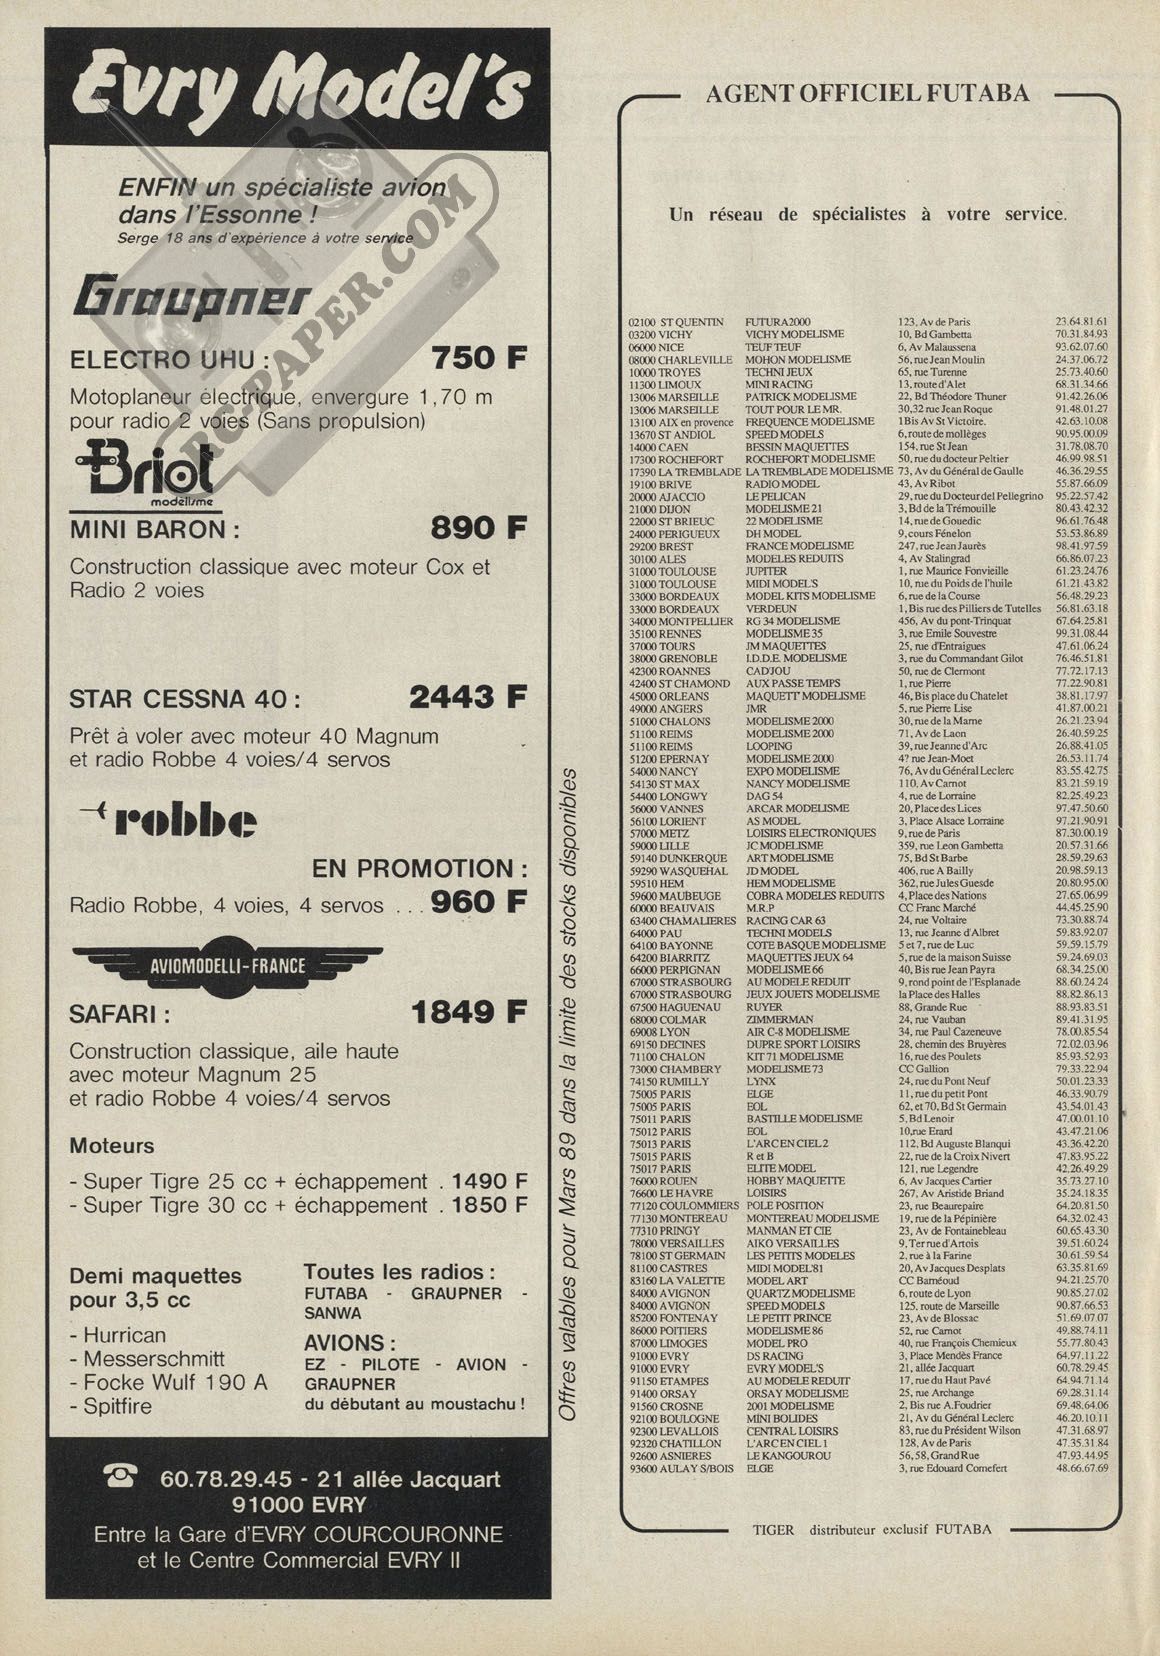 Evry Model's
ENFIN un spécialiste avion
dans l'Essonne !
Serge 18 ans d'expérience à votre service
Graupner
ELECTRO UHU : 750 F
Motoplaneur électrique, envergure 1,70 m
pour radio 2 voies (Sans propulsion)
Briot
modelisme
MINI BARON : 890 F
Construction classique avec moteur Cox et
Radio 2 voies
STAR CESSNA 40 : 2443 F
Prêt à voler avec moteur 40 Magnum
et radio Robbe 4 voies/4 servos
robbe
EN PROMOTION :
Radio Robbe, 4 voies, 4 servos ... 960 F
AVIOMODELLI-FRANCE
SAFARI : 1849 F
Construction classique, aile haute
avec moteur Magnum 25
et radio Robbe 4 voies/4 servos
Moteurs
- Super Tigre 25 cc + échappement . 1490 F
- Super Tigre 30 cc + échappement . 1850 F
Demi maquettes
pour 3,5 cc
- Hurrican
- Messerschmitt
- Focke Wulf 190 A
- Spitfire
Toutes les radios :
FUTABA - GRAUPNER -
SANWA
AVIONS :
EZ - PILOTE - AVION -
GRAUPNER
du débutant au moustachu !
60.78.29.45 - 21 allée Jacquart
91000 EVRY
Entre la Gare d'EVRY COURCOURONNE
et le Centre Commercial EVRY II
Offres valables pour Mars 89 dans la limite des stocks disponibles
RC-PAPER.COM
AGENT OFFICIEL FUTABA
Un réseau de spécialistes à votre service.
02100 ST QUENTIN FUTURA2000 123, Av de Paris 23.64.81.61
03200 VICHY VICHY MODELISME 10, Bd Gambetta 70.31.84.93
06000 NICE TEUF TEUF 6, Av Malaussena 93.62.07.60
08000 CHARLEVILLE MOHON MODELISME 56, rue Jean Moulin 24.37.06.72
10000 TROYES TECHNI JEUX 65, rue Turenne 25.73.40.60
11300 LIMOUX MINI RACING 13, route d'Alet 68.31.34.66
13006 MARSEILLE PATRICK MODELISME 22, Bd Théodore Thuner 91.42.26.06
13006 MARSEILLE TOUT POUR LE MR. 30,32 rue Jean Roque 91.48.01.27
13100 AIX en provence FREQUENCE MODELISME 1Bis Av St Victoire. 42.63.10.08
13670 ST ANDIOL SPEED MODELS 6, route de mollèges 90.95.00.09
14000 CAEN BESSIN MAQUETTES 154, rue St Jean 31.78.08.70
17300 ROCHEFORT ROCHEFORT MODELISME 50, rue du docteur Peltier 46.99.98.51
17390 LA TREMBLADE LA TREMBLADE MODELISME 73, Av du Général de Gaulle 46.36.29.55
19100 BRIVE RADIO MODEL 43, Av Ribot 55.87.66.09
20000 AJACCIO LE PELICAN 29, rue du Docteur del Pellegrino 95.22.57.42
21000 DIJON MODELISME 21 3, Bd de la Trémouille 80.43.42.32
22000 ST BRIEUC 22 MODELISME 14, rue de Gouedic 96.61.76.48
24000 PERIGUEUX DH MODEL 9, cours Fénelon 53.53.86.89
29200 BREST FRANCE MODELISME 247, rue Jean Jaurès 98.41.97.59
30100 ALES MODELES REDUITS 4, Av Stalingrad 66.86.07.23
31000 TOULOUSE JUPITER 1, rue Maurice Fonvieille 61.23.24.76
31000 TOULOUSE MIDI MODEL'S 10, rue du Poids de l'huile 61.21.43.82
33000 BORDEAUX MODEL KITS MODELISME 6, rue de la Course 56.48.29.23
33000 BORDEAUX VERDEUN 1, Bis rue des Pilliers de Tutelles 56.81.63.18
34000 MONTPELLIER RG 34 MODELISME 456, Av du pont-Trinquat 67.64.25.81
35100 RENNES MODELISME 35 3, rue Emile Souvestre 99.31.08.44
37000 TOURS JM MAQUETTES 25, rue d'Entraigues 47.61.06.24
38000 GRENOBLE I.D.D.E. MODELISME 3, rue du Commandant Gilot 76.46.51.81
42300 ROANNES CAD'JOU 50, rue de Clermont 77.72.17.13
42400 ST CHAMOND AUX PASSE TEMPS 1, rue Pierre 77.22.90.81
45000 ORLEANS MAQUETT MODELISME 46, Bis place du Chatelet 38.81.17.97
49000 ANGERS JMR 5, rue Pierre Lise 41.87.00.21
51000 CHALONS MODELISME 2000 30, rue de la Marne 26.21.23.94
51100 REIMS MODELISME 2000 71, Av de Laon 26.40.59.25
51100 REIMS LOOPING 39, rue Jeanne d'Arc 26.88.41.05
51200 EPERNAY MODELISME 2000 4? rue Jean-Moet 26.53.11.74
54000 NANCY EXPO MODELISME 76, Av du Général Leclerc 83.55.42.75
54130 ST MAX NANCY MODELISME 110, Av Carnot 83.21.59.19
54400 LONGWY DAG 54 4, rue de Lorraine 82.25.49.23
56000 VANNES ARCAR MODELISME 20, Place des Lices 97.47.50.60
56100 LORIENT AS MODEL 3, Place Alsace Lorraine 97.21.90.91
57000 METZ LOISIRS ELECTRONIQUES 9, rue de Paris 87.30.00.19
59000 LILLE JC MODELISME 359, rue Leon Gambetta 20.57.31.66
59140 DUNKERQUE ART MODELISME 75, Bd St Barbe 28.59.29.63
59290 WASQUEHAL JD MODEL 406, rue A Bailly 20.98.59.13
59510 HEM HEM MODELISME 362, rue Jules Guesde 20.80.95.00
59600 MAUBEUGE COBRA MODELES REDUITS 4, Place des Nations 27.65.06.99
60000 BEAUVAIS M.R.P CC Franc Marché 44.45.25.90
63400 CHAMALIERES RACING CAR 63 24, rue Voltaire 73.30.88.74
64000 PAU TECHNI MODELS 13, rue Jeanne d'Albret 59.83.92.07
64100 BAYONNE COTE BASQUE MODELISME 5 et 7, rue de Luc 59.59.15.79
64200 BIARRITZ MAQUETTES JEUX 64 5, rue de la maison Suisse 59.24.69.03
66000 PERPIGNAN MODELISME 66 40, Bis rue Jean Payra 68.34.25.00
67000 STRASBOURG AU MODELE REDUIT 9, rond point de l'Esplanade 88.60.24.24
67000 STRASBOURG JEUX JOUETS MODELISME la Place des Halles 88.82.86.13
67500 HAGUENAU RUYER 88, Grande Rue 88.93.83.51
68000 COLMAR ZIMMERMAN 24, rue Vauban 89.41.31.95
69008 LYON AIR C-8 MODELISME 34, rue Paul Cazeneuve 78.00.85.54
69150 DECINES DUPRE SPORT LOISIRS 28, chemin des Bruyères 72.02.03.96
71100 CHALON KIT 71 MODELISME 16, rue des Poulets 85.93.52.93
73000 CHAMBERY MODELISME 73 CC Gallion 79.33.22.94
74150 RUMILLY LYNX 24, rue du Pont Neuf 50.01.23.33
75005 PARIS ELGE 11, rue du petit Pont 46.33.90.79
75005 PARIS EOL 62, et 70, Bd St Germain 43.54.01.43
75011 PARIS BASTILLE MODELISME 5, Bd Lenoir 47.00.01.10
75012 PARIS EOL 10, rue Erard 43.47.21.06
75013 PARIS L'ARC EN CIEL 2 112, Bd Auguste Blanqui 43.36.42.20
75015 PARIS R et B 22, rue de la Croix Nivert 47.83.95.22
75017 PARIS ELITE MODEL 121, rue Legendre 42.26.49.29
76000 ROUEN HOBBY MAQUETTE 6, Av Jacques Cartier 35.73.27.10
76600 LE HAVRE LOISIRS 267, Av Aristide Briand 35.24.18.35
77120 COULOMMIERS POLE POSITION 23, rue Beaurepaire 64.20.81.50
77130 MONTEREAU MONTEREAU MODELISME 19, rue de la Pépinière 64.32.02.43
77310 PRINGY MANMAN ET CIE 23, Av de Fontainebleau 60.65.43.30
78000 VERSAILLES AIKO VERSAILLES 9, Ter rue d'Artois 39.51.60.24
78100 ST GERMAIN LES PETITS MODELES 2, rue à la Farine 30.61.59.54
81100 CASTRES MIDI MODEL'81 20, Av Jacques Desplats 63.35.81.69
83160 LA VALETTE MODEL ART CC Barnéoud 94.21.25.70
84000 AVIGNON QUARTZ MODELISME 6, route de Lyon 90.85.27.02
84000 AVIGNON SPEED MODELS 125, route de Marseille 90.87.66.53
85200 FONTENAY LE PETIT PRINCE 23, Av de Blossac 51.69.07.07
86000 POITIERS MODELISME 86 52, rue Carnot 49.88.74.11
87000 LIMOGES MODEL PRO 40, rue François Chemieux 55.77.80.43
91000 EVRY DS RACING 3, Place Mendès France 64.97.11.22
91000 EVRY EVRY MODEL'S 21, allée Jacquart 60.78.29.45
91150 ETAMPES AU MODELE REDUIT 17, rue du Haut Pavé 64.94.71.14
91400 ORSAY ORSAY MODELISME 25, rue Archange 69.28.31.14
91560 CROSNE 2001 MODELISME 2, Bis rue A.Foudrier 69.48.64.06
92100 BOULOGNE MINI BOLIDES 21, Av du Général Leclerc 46.20.10.11
92300 LEVALLOIS CENTRAL LOISIRS 83, rue du Président Wilson 47.31.68.97
92320 CHATILLON L'ARC EN CIEL 1 128, Av de Paris 47.35.31.84
92600 ASNIERES LE KANGOUROU 56,58, Grand Rue 47.93.44.95
93600 AULAY S/BOIS ELGE 3, rue Edouard Cornefert 48.66.67.69
TIGER distributeur exclusif FUTABA